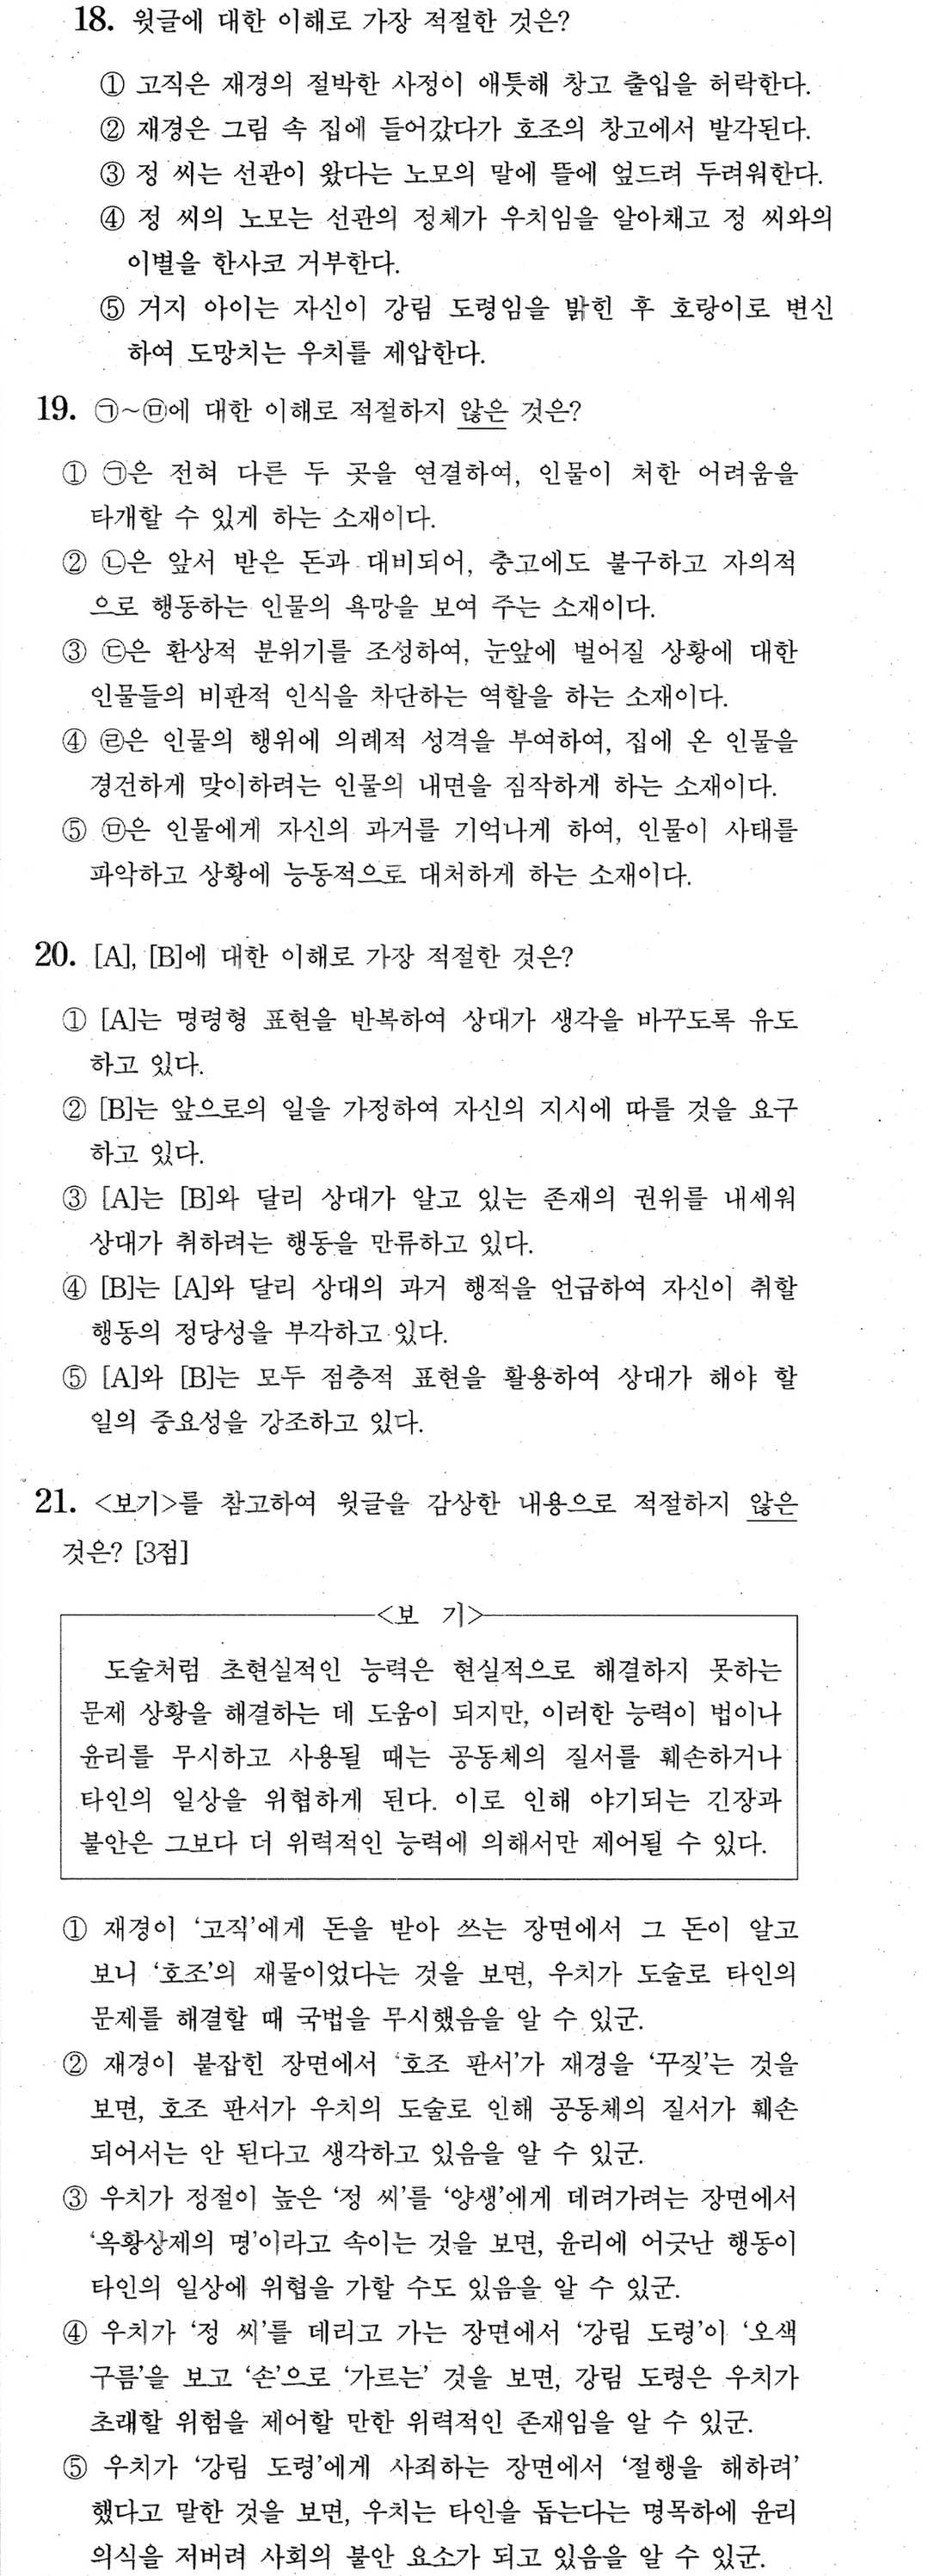 18. 윗글에 대한 이해로 가장 적절한 것은?
① 고직은 재경의 절박한 사정이 애틋해 창고 출입을 허락한다.
② 재경은 그림 속 집에 들어갔다가 호조의 창고에서 발각된다.
③ 정 씨는 선관이 왔다는 노모의 말에 뜰에 엎드려 두려워한다.
④ 정 씨의 노모는 선관의 정체가 우치임을 알아채고 정 씨와의
이별을 한사코 거부한다.
⑤ 거지 아이는 자신이 강림 도령임을 밝힌 후 호랑이로 변신
하여 도망치는 우치를 제압한다.
19. ㉠~㉤에 대한 이해로 적절하지 않은 것은?
① ㉠은 전혀 다른 두 곳을 연결하여, 인물이 처한 어려움을
타개할 수 있게 하는 소재이다.
② ㉡은 앞서 받은 돈과 대비되어, 충고에도 불구하고 자의적
으로 행동하는 인물의 욕망을 보여 주는 소재이다.
③ ㉢은 환상적 분위기를 조성하여, 눈앞에 벌어질 상황에 대한
인물들의 비판적 인식을 차단하는 역할을 하는 소재이다.
④ ㉣은 인물의 행위에 의례적 성격을 부여하여, 집에 온 인물을
경건하게 맞이하려는 인물의 내면을 짐작하게 하는 소재이다.
⑤ ㉤은 인물에게 자신의 과거를 기억나게 하여, 인물이 사태를
파악하고 상황에 능동적으로 대처하게 하는 소재이다.
20. [A], [B]에 대한 이해로 가장 적절한 것은?
① [A]는 명령형 표현을 반복하여 상대가 생각을 바꾸도록 유도
하고 있다.
② [B]는 앞으로의 일을 가정하여 자신의 지시에 따를 것을 요구
하고 있다.
③ [A]는 [B]와 달리 상대가 알고 있는 존재의 권위를 내세워
상대가 취하려는 행동을 만류하고 있다.
④ [B]는 [A]와 달리 상대의 과거 행적을 언급하여 자신이 취할
행동의 정당성을 부각하고 있다.
⑤ [A]와 [B]는 모두 점층적 표현을 활용하여 상대가 해야 할
일의 중요성을 강조하고 있다.
21. <보기>를 참고하여 윗글을 감상한 내용으로 적절하지 않은
것은? [3점]
<보 기>
도술처럼 초현실적인 능력은 현실적으로 해결하지 못하는
문제 상황을 해결하는 데 도움이 되지만, 이러한 능력이 법이나
윤리를 무시하고 사용될 때는 공동체의 질서를 훼손하거나
타인의 일상을 위협하게 된다. 이로 인해 야기되는 긴장과
불안은 그보다 더 위력적인 능력에 의해서만 제어될 수 있다.
① 재경이 ‘고직’에게 돈을 받아 쓰는 장면에서 그 돈이 알고
보니 ‘호조’의 재물이었다는 것을 보면, 우치가 도술로 타인의
문제를 해결할 때 국법을 무시했음을 알 수 있군.
② 재경이 붙잡힌 장면에서 ‘호조 판서’가 재경을 ‘꾸짖’는 것을
보면, 호조 판서가 우치의 도술로 인해 공동체의 질서가 훼손
되어서는 안 된다고 생각하고 있음을 알 수 있군.
③ 우치가 정절이 높은 ‘정 씨’를 ‘양생’에게 데려가려는 장면에서
‘옥황상제의 명’이라고 속이는 것을 보면, 윤리에 어긋난 행동이
타인의 일상에 위협을 가할 수도 있음을 알 수 있군.
④ 우치가 ‘정 씨’를 데리고 가는 장면에서 ‘강림 도령’이 ‘오색
구름’을 보고 ‘손’으로 ‘가르는’ 것을 보면, 강림 도령은 우치가
초래할 위험을 제어할 만한 위력적인 존재임을 알 수 있군.
⑤ 우치가 ‘강림 도령’에게 사죄하는 장면에서 ‘절행을 해하려’
했다고 말한 것을 보면, 우치는 타인을 돕는다는 명목하에 윤리
의식을 저버려 사회의 불안 요소가 되고 있음을 알 수 있군.